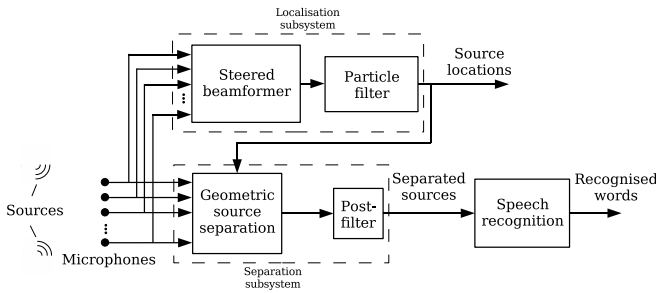 Localisation
subsystem
Steered
beamformer
Particle
filter
Source
locations
Sources
Microphones
Geometric
source
separation
Post-
filter
Separated
sources
Speech
recognition
Recognised
words
Separation
subsystem